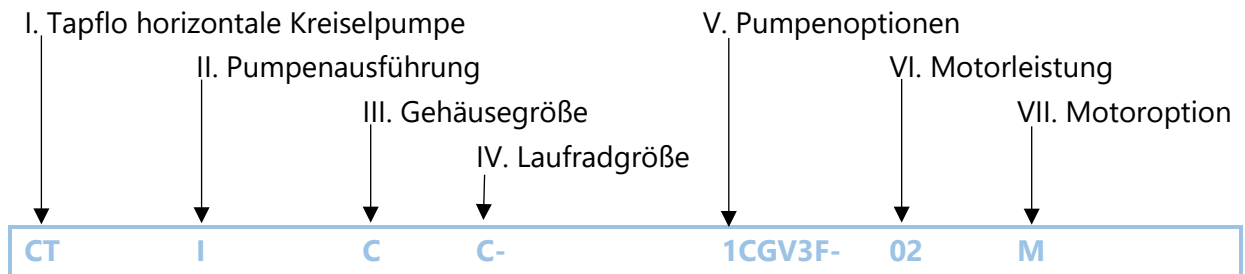 I. Tapflo horizontale Kreiselpumpe V. Pumpenoptionen
II. Pumpenausführung VI. Motorleistung
III. Gehäusegröße VII. Motoroption
IV. Laufradgröße
CT I C C- 1CGV3F- 02 M